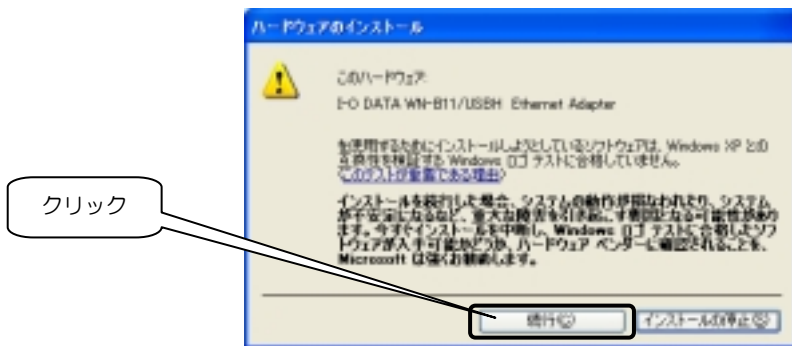 ハードウェアのインストール
このハードウェア:
I-O DATA WN-B11/USBH Ethernet Adapter
を使用するためにインストールしようとしているソフトウェアは、Windows XP との
互換性を検証する Windows ロゴ テストに合格していません。
(このテストが重要である理由)
インストールを続行した場合、システムの動作が損なわれたり、システム
が不安定になるなど、重大な障害を引き起こす要因となる可能性があり
ます。今すぐインストールを中断し、Windows ロゴ テストに合格したソフ
トウェアが入手可能かどうか、ハードウェア ベンダーに確認されることを、
Microsoft は強くお勧めします。
クリック
続行(C)
インストールの停止(S)